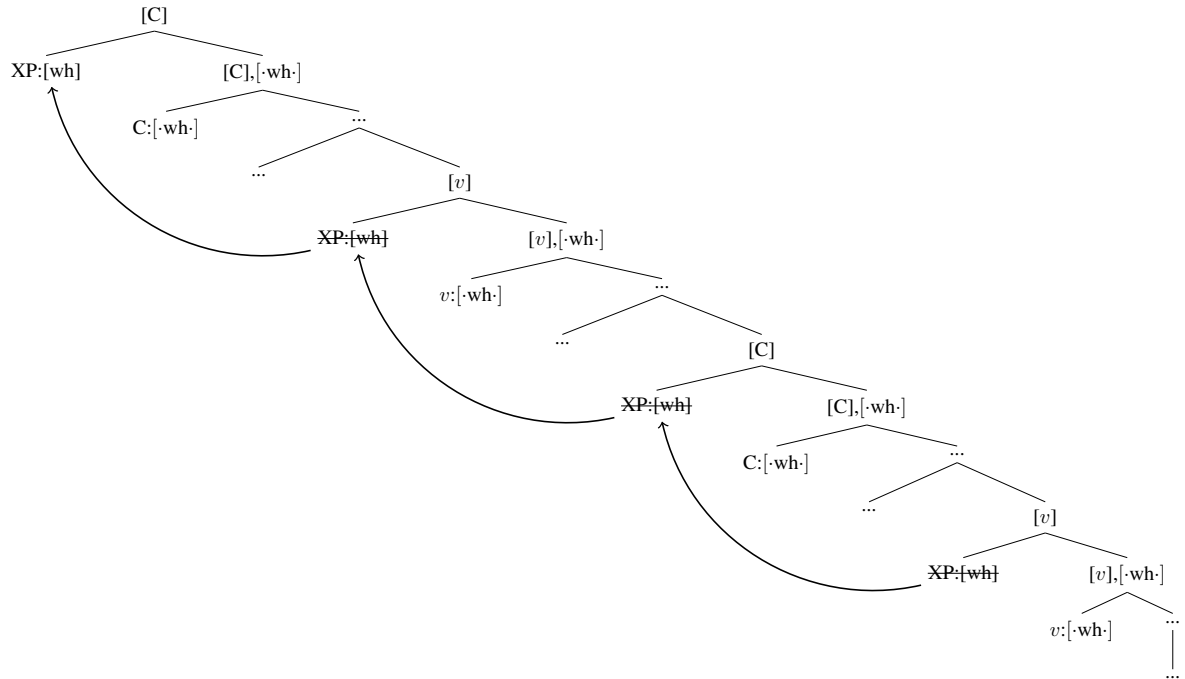 [C]
XP:[wh] [C],[·wh·]
C:[·wh·] ...
... [v]
XP:[wh] [v],[·wh·]
v:[·wh·] ...
... [C]
XP:[wh] [C],[·wh·]
C:[·wh·] ...
... [v]
XP:[wh] [v],[·wh·]
v:[·wh·] ...
...